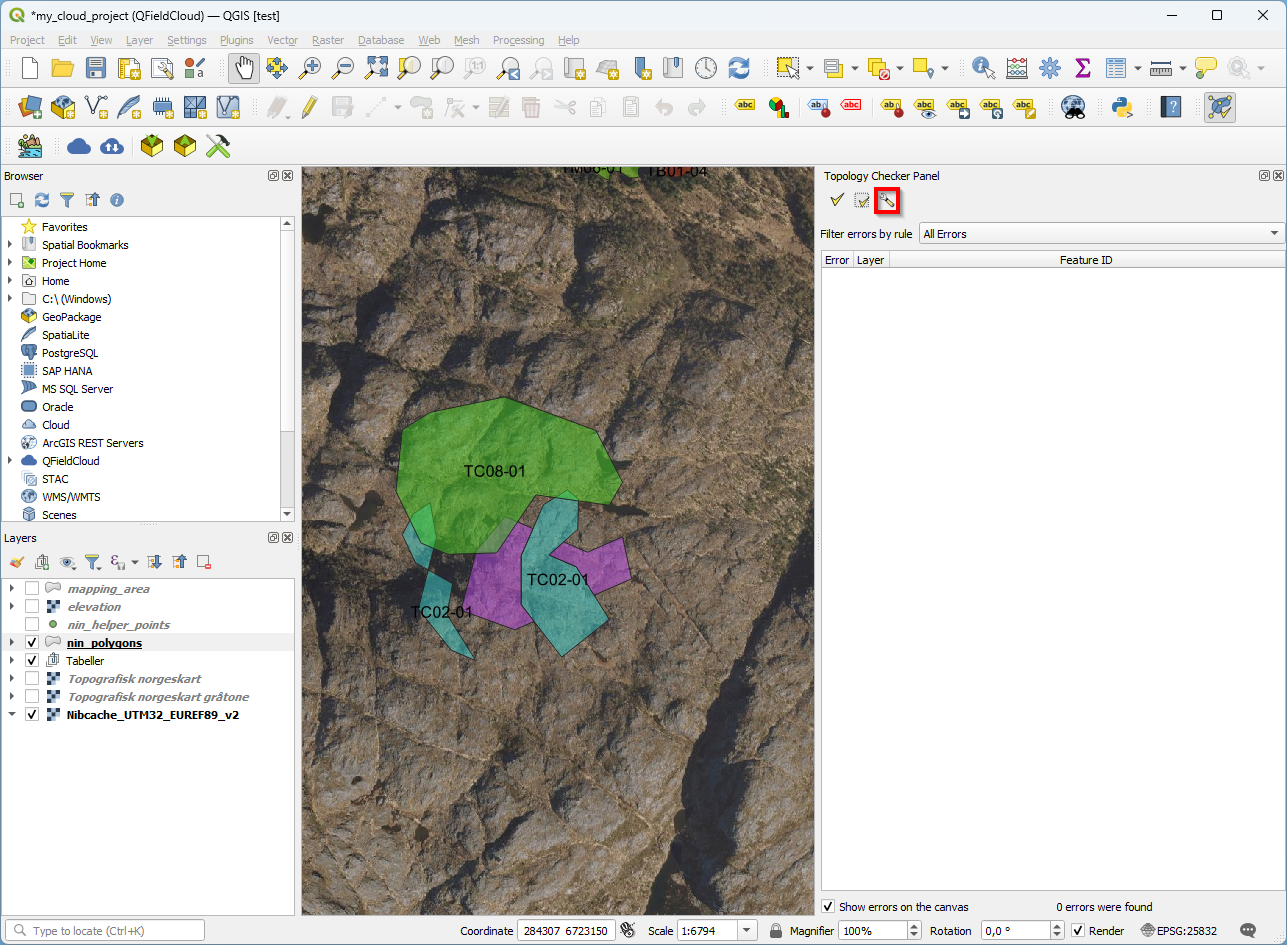 *my_cloud_project (QFieldCloud) — QGIS [test]
Project Edit View Layer Settings Plugins Vector Raster Database Web Mesh Processing Help
Browser
Favorites
Spatial Bookmarks
Project Home
Home
C:\ (Windows)
GeoPackage
SpatiaLite
PostgreSQL
SAP HANA
MS SQL Server
Oracle
Cloud
ArcGIS REST Servers
QFieldCloud
STAC
WMS/WMTS
Scenes
Layers
mapping_area
elevation
nin_helper_points
nin_polygons
Tabeller
Topografisk norgeskart
Topografisk norgeskart gråtone
Nibcache_UTM32_EUREF89_v2
TB01-04
TC08-01
TC02-01
TC02-01
Topology Checker Panel
Filter errors by rule All Errors
Error Layer Feature ID
Show errors on the canvas 0 errors were found
Type to locate (Ctrl+K) Coordinate 284307 6723150 Scale 1:6794 Magnifier 100% Rotation 0,0 ° Render EPSG:25832